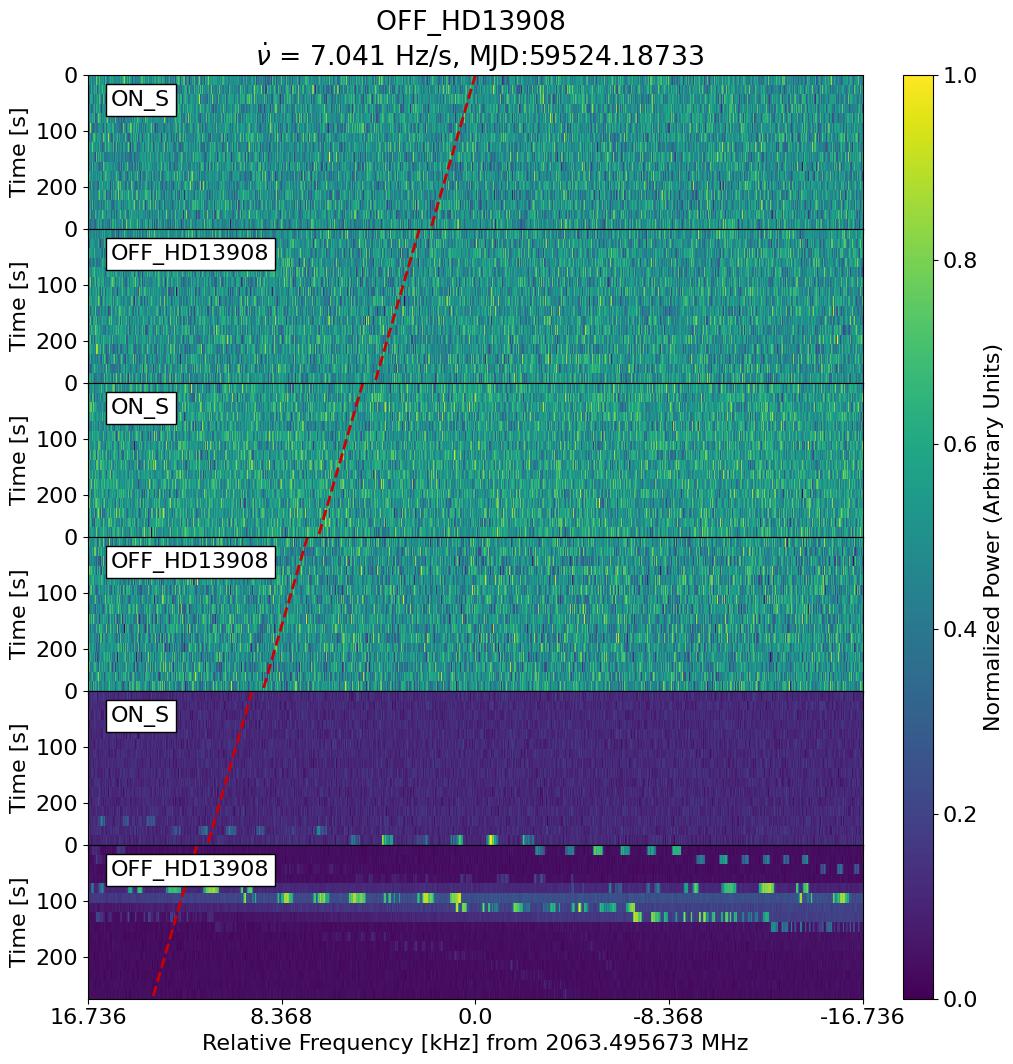 OFF_HD13908
ν̇ = 7.041 Hz/s, MJD:59524.18733
0
ON_S
100
200
Time [s]
0
OFF_HD13908
100
200
Time [s]
0
ON_S
100
200
Time [s]
0
OFF_HD13908
100
200
Time [s]
0
ON_S
100
200
Time [s]
0
OFF_HD13908
100
200
Time [s]
16.736 8.368 0.0 -8.368 -16.736
Relative Frequency [kHz] from 2063.495673 MHz
1.0
0.8
0.6
0.4
0.2
0.0
Normalized Power (Arbitrary Units)